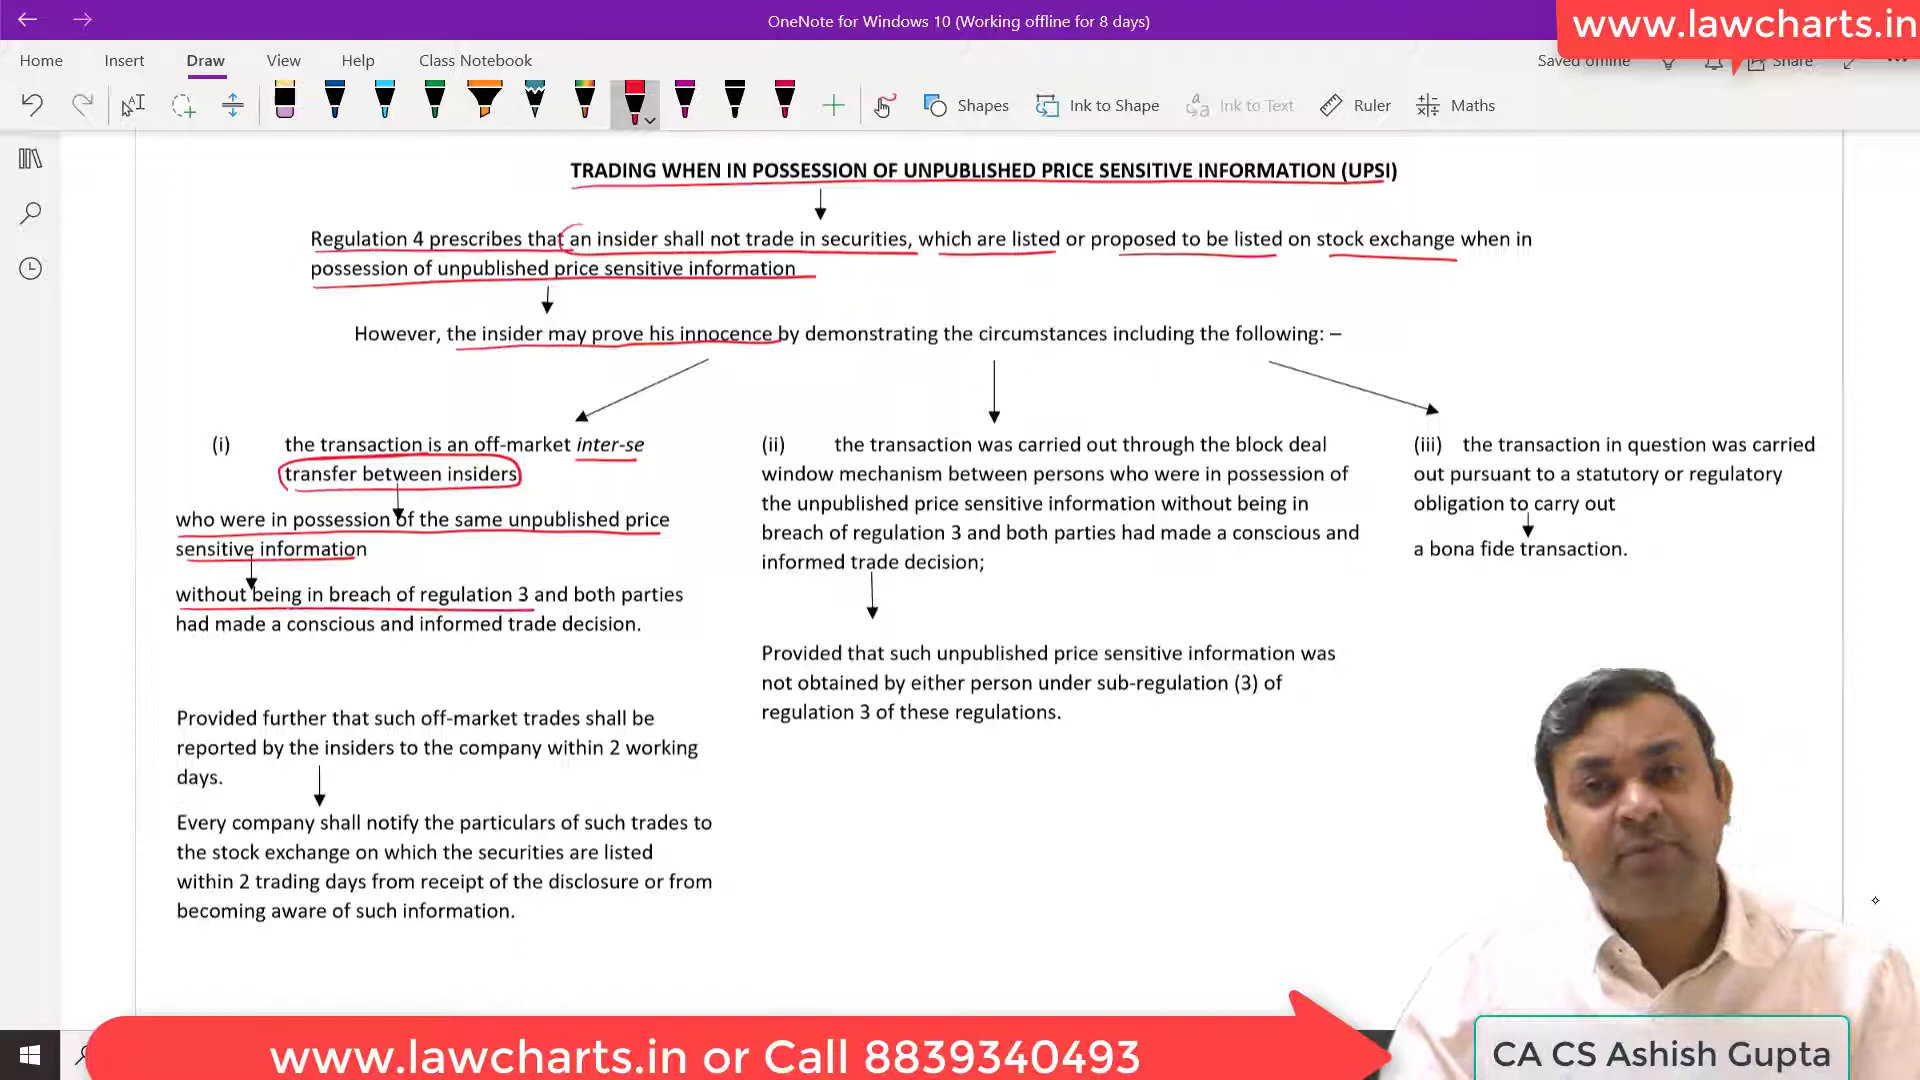 OneNote for Windows 10 (Working offline for 8 days)
www.lawcharts.in
Home Insert Draw View Help Class Notebook
Saved offline Share
Shapes Ink to Shape Ink to Text Ruler Maths
TRADING WHEN IN POSSESSION OF UNPUBLISHED PRICE SENSITIVE INFORMATION (UPSI)
Regulation 4 prescribes that an insider shall not trade in securities, which are listed or proposed to be listed on stock exchange when in
possession of unpublished price sensitive information
However, the insider may prove his innocence by demonstrating the circumstances including the following: –
(i) the transaction is an off-market inter-se
transfer between insiders
who were in possession of the same unpublished price
sensitive information
without being in breach of regulation 3 and both parties
had made a conscious and informed trade decision.
Provided further that such off-market trades shall be
reported by the insiders to the company within 2 working
days.
Every company shall notify the particulars of such trades to
the stock exchange on which the securities are listed
within 2 trading days from receipt of the disclosure or from
becoming aware of such information.
(ii) the transaction was carried out through the block deal
window mechanism between persons who were in possession of
the unpublished price sensitive information without being in
breach of regulation 3 and both parties had made a conscious and
informed trade decision;
Provided that such unpublished price sensitive information was
not obtained by either person under sub-regulation (3) of
regulation 3 of these regulations.
(iii) the transaction in question was carried
out pursuant to a statutory or regulatory
obligation to carry out
a bona fide transaction.
www.lawcharts.in or Call 8839340493
CA CS Ashish Gupta